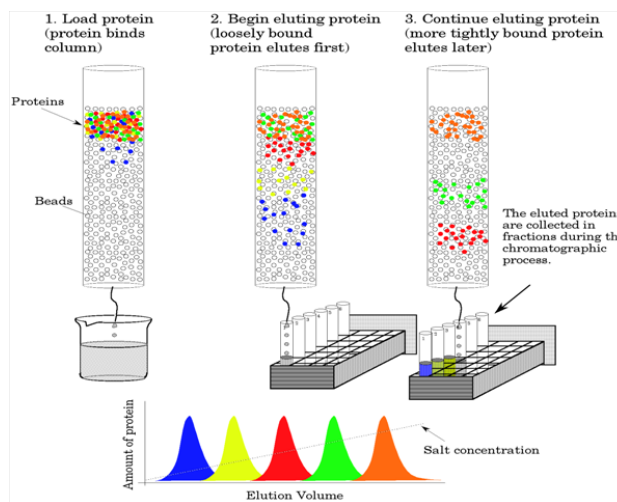 1. Load protein
(protein binds
column)
2. Begin eluting protein
(loosely bound
protein elutes first)
3. Continue eluting protein
(more tightly bound protein
elutes later)
Proteins
Beads
The eluted protein
are collected in
fractions during th
chromatographic
process.
Amount of
protein
Salt concentration
Elution Volume